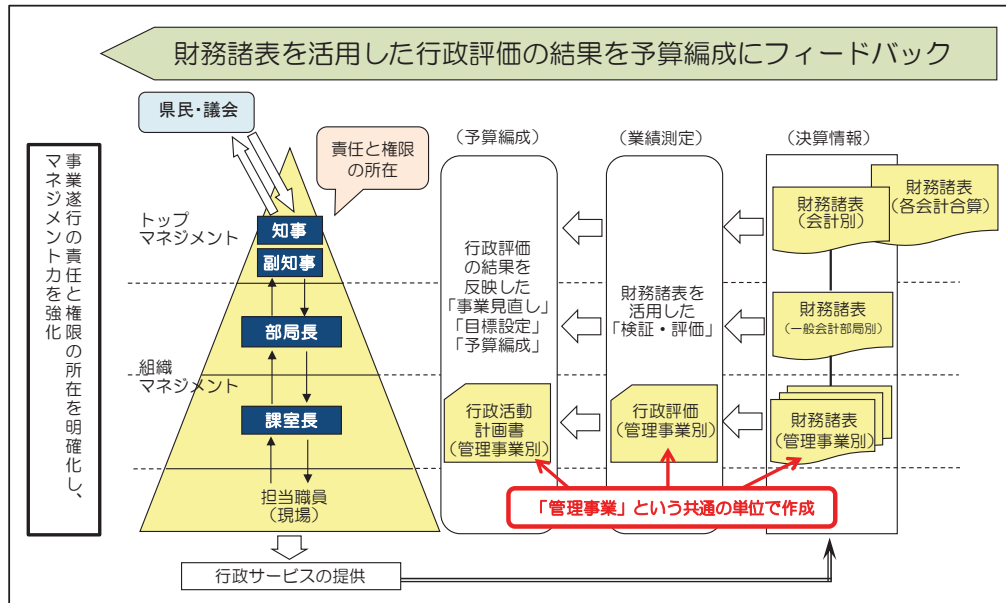 財務諸表を活用した行政評価の結果を予算編成にフィードバック
事業遂行の責任と権限の所在を明確化し、
マネジメント力を強化
県民・議会
責任と権限
の所在
トップ
マネジメント
知事
副知事
部局長
組織
マネジメント
課室長
担当職員
(現場)
行政サービスの提供
(予算編成)
行政評価
の結果を
反映した
「事業見直し」
「目標設定」
「予算編成」
行政活動
計画書
(管理事業別)
(業績測定)
財務諸表を
活用した
「検証・評価」
行政評価
(管理事業別)
(決算情報)
財務諸表
(会計別)
財務諸表
(各会計合算)
財務諸表
(一般会計部局別)
財務諸表
(管理事業別)
「管理事業」という共通の単位で作成